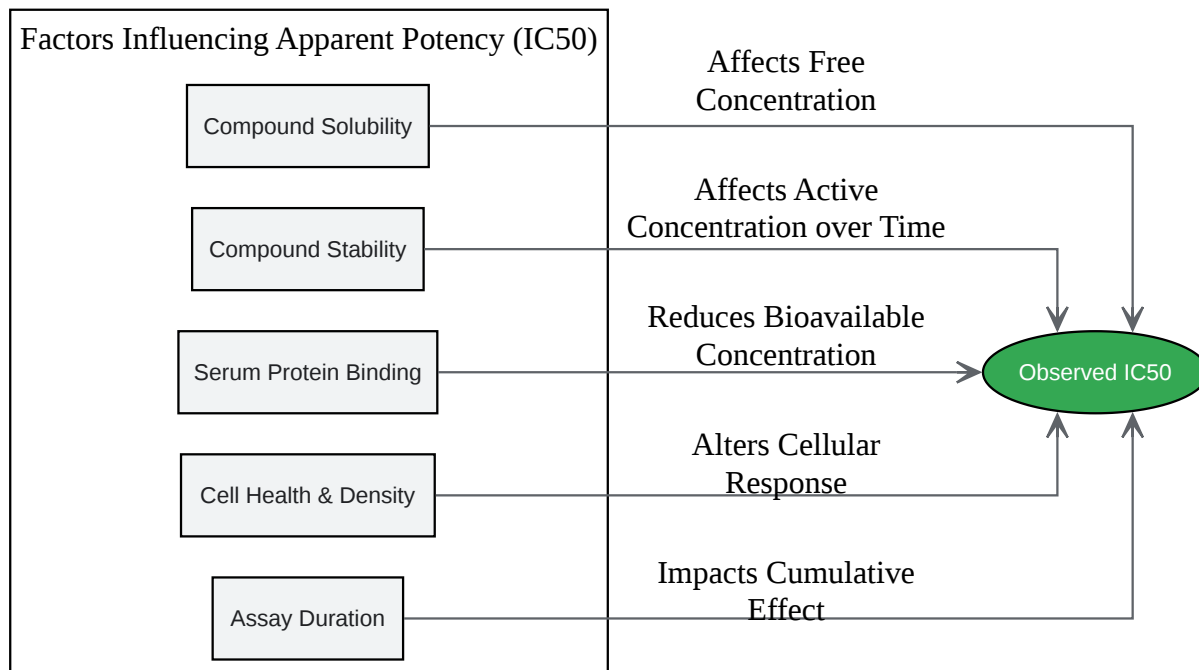 Factors Influencing Apparent Potency (IC50)
Compound Solubility
Affects Free
Concentration
Compound Stability
Affects Active
Concentration over Time
Serum Protein Binding
Reduces Bioavailable
Concentration
Observed IC50
Cell Health & Density
Alters Cellular
Response
Assay Duration
Impacts Cumulative
Effect